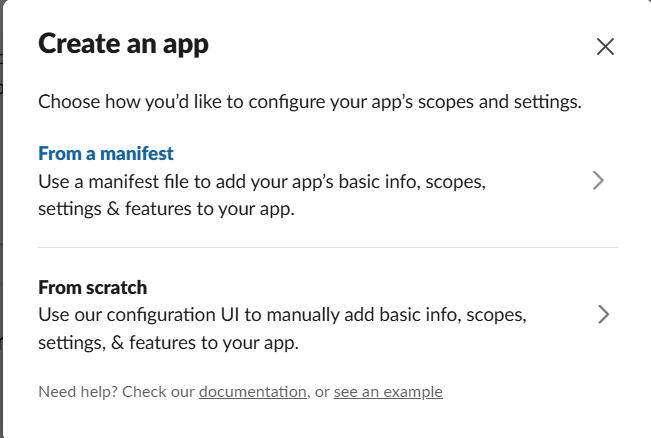 Create an app
Choose how you’d like to configure your app’s scopes and settings.
From a manifest
Use a manifest file to add your app’s basic info, scopes,
settings & features to your app.
From scratch
Use our configuration UI to manually add basic info, scopes,
settings, & features to your app.
Need help? Check our documentation, or see an example